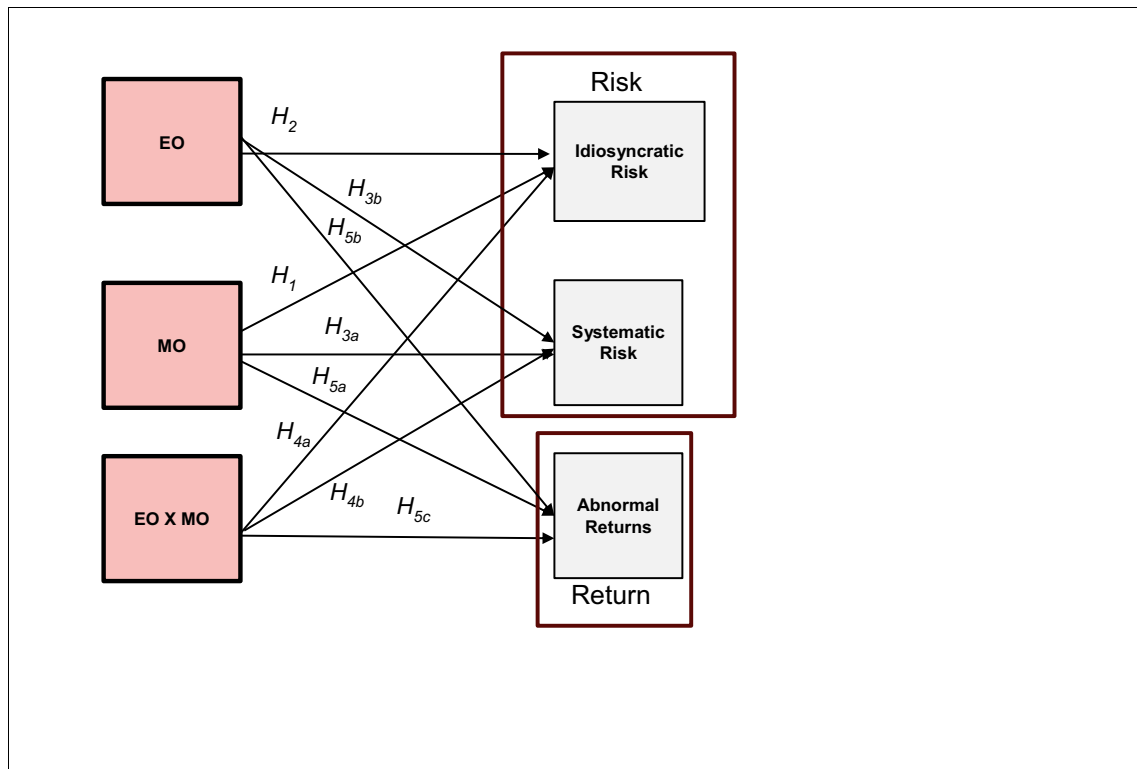 Risk
EO
H2
Idiosyncratic
Risk
H3b
H5b
H1
MO
H3a
Systematic
Risk
H5a
H4a
EO X MO
H4b
H5c
Abnormal
Returns
Return